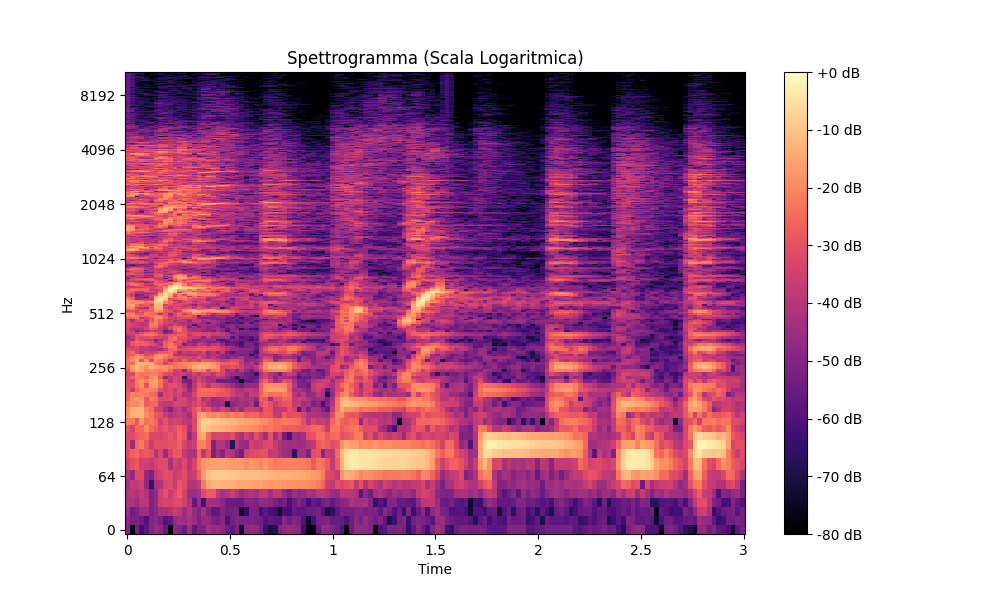 Spettrogramma (Scala Logaritmica)
Hz
8192
4096
2048
1024
512
256
128
64
0
0
0.5
1
1.5
2
2.5
3
Time
+0 dB
-10 dB
-20 dB
-30 dB
-40 dB
-50 dB
-60 dB
-70 dB
-80 dB